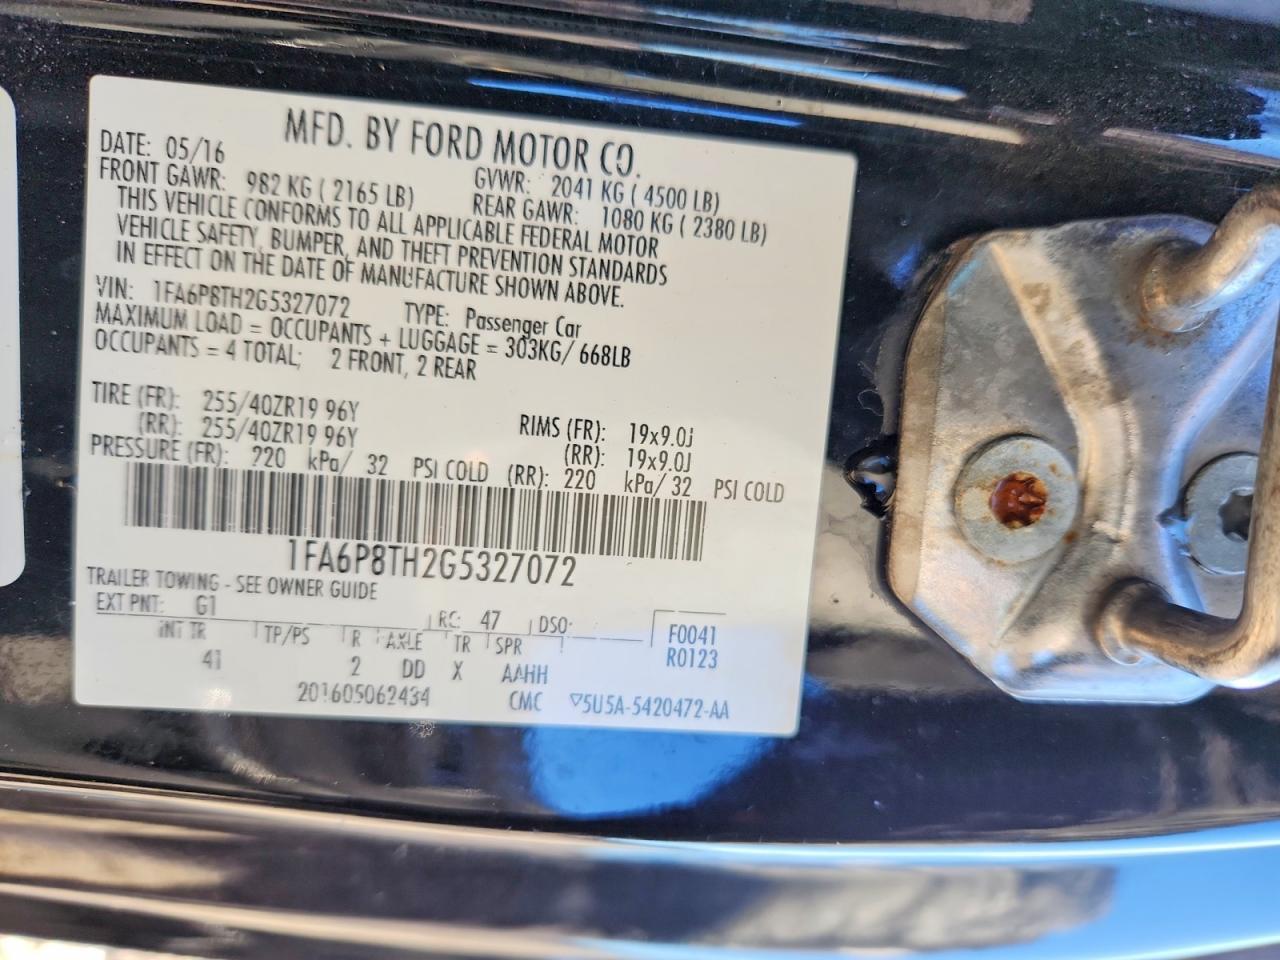 MFD. BY FORD MOTOR CO.
DATE: 05/16 GVWR: 2041 KG ( 4500 LB)
FRONT GAWR: 982 KG ( 2165 LB) REAR GAWR: 1080 KG ( 2380 LB)
THIS VEHICLE CONFORMS TO ALL APPLICABLE FEDERAL MOTOR
VEHICLE SAFETY, BUMPER, AND THEFT PREVENTION STANDARDS
IN EFFECT ON THE DATE OF MANUFACTURE SHOWN ABOVE.
VIN: 1FA6P8TH2G5327072 TYPE: Passenger Car
MAXIMUM LOAD = OCCUPANTS + LUGGAGE = 303KG/ 668LB
OCCUPANTS = 4 TOTAL; 2 FRONT, 2 REAR
TIRE (FR): 255/40ZR19 96Y RIMS (FR): 19x9.0J
(RR): 255/40ZR19 96Y (RR): 19x9.0J
PRESSURE (FR): 220 kPa/ 32 PSI COLD (RR): 220 kPa/ 32 PSI COLD
1FA6P8TH2G5327072
TRAILER TOWING - SEE OWNER GUIDE
EXT PNT: G1 RC: 47 DSO: F0041
INT TR TP/PS R AXLE TR SPR R0123
41 2 DD X AAHH
201605062434 CMC ▽5U5A-5420472-AA